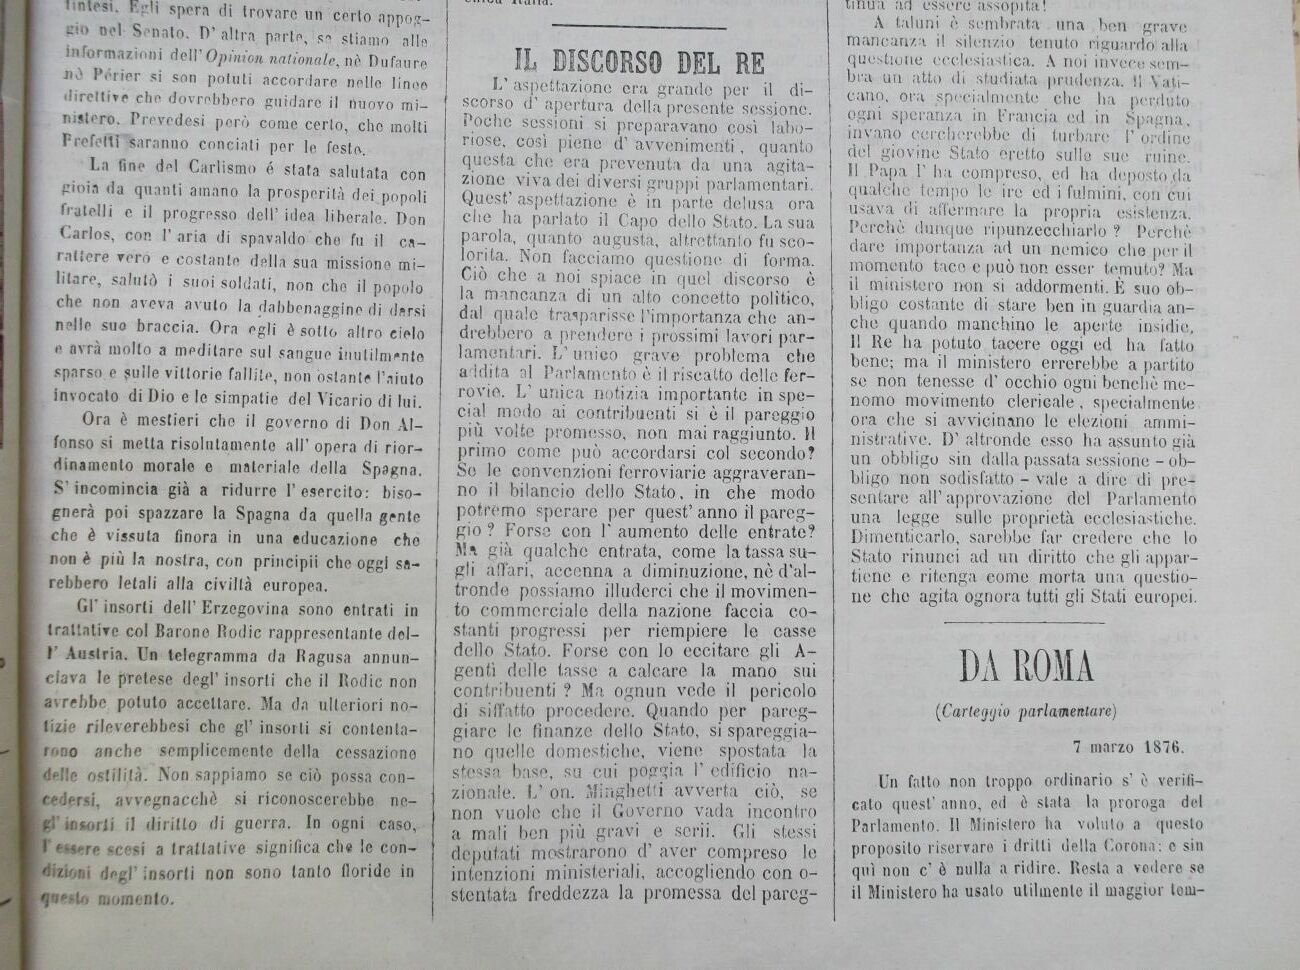 tintesi. Egli spera di trovare un certo appog-
gio nel Senato. D' altra parte, se stiamo alle
informazioni dell' Opinion nationale, nè Dufaure
nè Périer si son potuti accordare nelle linee
direttive che dovrebbero guidare il nuovo mi-
nistero. Prevedesi però come certo, che molti
Prefetti saranno conciati per le feste.
La fine del Carlismo é stata salutata con
gioia da quanti amano la prosperità dei popoli
fratelli e il progresso dell' idea liberale. Don
Carlos, con l' aria di spavaldo che fu il ca-
rattere vero e costante della sua missione mi-
litare, salutò i suoi soldati, non che il popolo
che non aveva avuto la dabbenaggine di darsi
nelle sue braccia. Ora egli è sotto altro cielo
e avrà molto a meditare sul sangue inutilmente
sparso e sulle vittorie fallite, non ostante l'aiuto
invocato di Dio e le simpatie del Vicario di lui.
Ora è mestieri che il governo di Don Al-
fonso si metta risolutamente all' opera di rior-
dinamento morale e materiale della Spagna.
S' incomincia già a ridurre l' esercito: biso-
gnerà poi spazzare la Spagna da quella gente
che è vissuta finora in una educazione che
non è più la nostra, con principii che oggi sa-
rebbero letali alla civiltà europea.
Gl' insorti dell' Erzegovina sono entrati in
trattative col Barone Rodic rappresentante del-
l' Austria. Un telegramma da Ragusa annun-
ciava le pretese degl' insorti che il Rodic non
avrebbe potuto accettare. Ma da ulteriori no-
tizie rileverebbesi che gl' insorti si contenta-
rono anche semplicemente della cessazione
delle ostilità. Non sappiamo se ciò possa con-
cedersi, avvegnacchè si riconoscerebbe ne-
gl' insorti il diritto di guerra. In ogni caso,
l' essere scesi a trattative significa che le con-
dizioni degl' insorti non sono tanto floride in
questo momento.
Italia.
IL DISCORSO DEL RE
L' aspettazione era grande per il di-
scorso d' apertura della presente sessione.
Poche sessioni si preparavano così labo-
riose, così piene d' avvenimenti, quanto
questa che era prevenuta da una agita-
zione viva dei diversi gruppi parlamentari.
Quest' aspettazione è in parte delusa ora
che ha parlato il Capo dello Stato. La sua
parola, quanto augusta, altrettanto fu sco-
lorita. Non facciamo questione di forma.
Ciò che a noi spiace in quel discorso è
la mancanza di un alto concetto politico,
dal quale trasparisse l'importanza che an-
drebbero a prendere i prossimi lavori par-
lamentari. L' unico grave problema che
addita al Parlamento è il riscatto delle fer-
rovie. L' unica notizia importante in spe-
cial modo ai contribuenti si è il pareggio
più volte promesso, non mai raggiunto. Il
primo come può accordarsi col secondo?
Se le convenzioni ferroviarie aggraveran-
no il bilancio dello Stato, in che modo
potremo sperare per quest' anno il pareg-
gio? Forse con l' aumento delle entrate?
Ma già qualche entrata, come la tassa su-
gli affari, accenna a diminuzione, nè d'al-
tronde possiamo illuderci che il movimen-
to commerciale della nazione faccia co-
stanti progressi per riempiere le casse
dello Stato. Forse con lo eccitare gli A-
genti delle tasse a calcare la mano sui
contribuenti? Ma ognun vede il pericolo
di siffatto procedere. Quando per pareg-
giare le finanze dello Stato, si spareggia-
no quelle domestiche, viene spostata la
stessa base, su cui poggia l' edificio na-
zionale. L' on. Minghetti avverta ciò, se
non vuole che il Governo vada incontro
a mali ben più gravi e serii. Gli stessi
deputati mostrarono d' aver compreso le
intenzioni ministeriali, accogliendo con o-
stentata freddezza la promessa del pareg-
tinua ad essere assopita!
A taluni è sembrata una ben grave
mancanza il silenzio tenuto riguardo alla
questione ecclesiastica. A noi invece sem-
bra un atto di studiata prudenza. Il Vati-
cano, ora specialmente che ha perduto
ogni speranza in Francia ed in Spagna,
invano cercherebbe di turbare l' ordine
del giovine Stato eretto sulle sue ruine.
Il Papa l' ha compreso, ed ha deposto da
qualche tempo le ire ed i fulmini, con cui
usava di affermare la propria esistenza.
Perchè dunque ripunzecchiarlo? Perchè
dare importanza ad un nemico che per il
momento tace e può non esser temuto? Ma
il ministero non si addormenti. È suo ob-
bligo costante di stare ben in guardia an-
che quando manchino le aperte insidie.
Il Re ha potuto tacere oggi ed ha fatto
bene; ma il ministero errerebbe a partito
se non tenesse d' occhio ogni benchè me-
nomo movimento clericale, specialmente
ora che si avvicinano le elezioni ammi-
nistrative. D' altronde esso ha assunto già
un obbligo sin dalla passata sessione - ob-
bligo non sodisfatto - vale a dire di pre-
sentare all' approvazione del Parlamento
una legge sulle proprietà ecclesiastiche.
Dimenticarlo, sarebbe far credere che lo
Stato rinunci ad un diritto che gli appar-
tiene e ritenga come morta una questio-
ne che agita ognora tutti gli Stati europei.
DA ROMA
(Carteggio parlamentare)
7 marzo 1876.
Un fatto non troppo ordinario s' è verifi-
cato quest' anno, ed è stata la proroga del
Parlamento. Il Ministero ha voluto a questo
proposito riservare i dritti della Corona: e sin
quì non c' è nulla a ridire. Resta a vedere se
il Ministero ha usato utilmente il maggior tem-